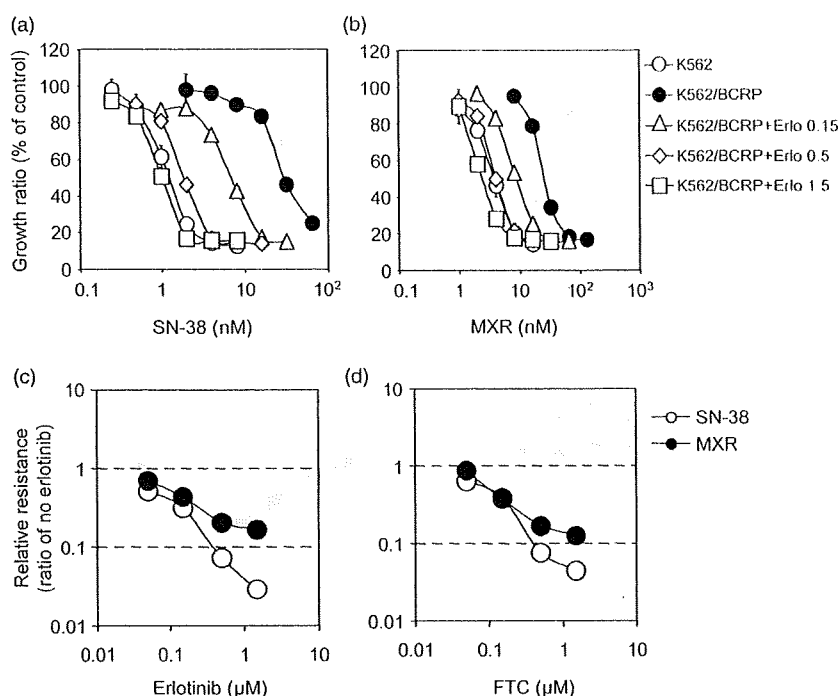 (a)
Growth ratio (% of control)
120
100
80
60
40
20
0
0.1
1
10
10²
SN-38 (nM)
(b)
120
100
80
60
40
20
0
0.1
1
10
10²
10³
MXR (nM)
K562
K562/BCRP
K562/BCRP+Erlo 0.15
K562/BCRP+Erlo 0.5
K562/BCRP+Erlo 1 5
(c)
Relative resistance
(ratio of no erlotinib)
10
1
0.1
0.01
0.01
0.1
1
10
Erlotinib (µM)
(d)
10
1
0.1
0.01
0.01
0.1
1
10
FTC (µM)
SN-38
MXR